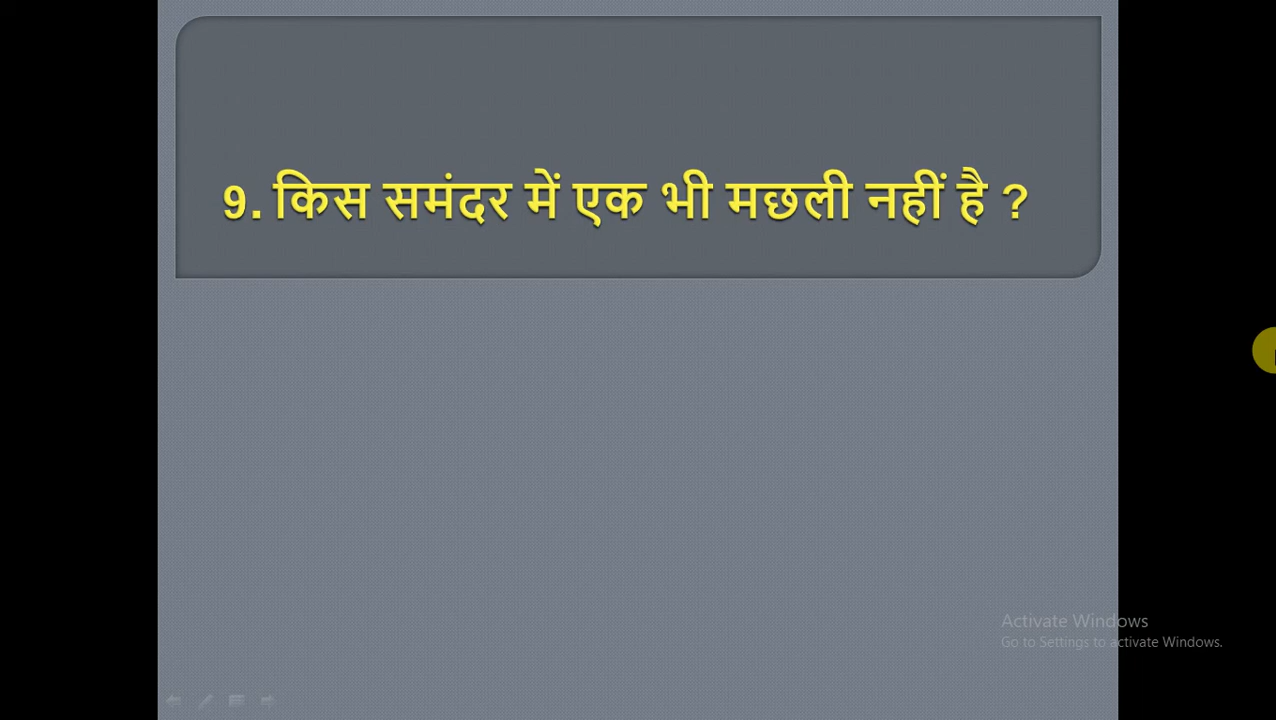 9. किस समंदर में एक भी मछली नहीं है ?
Activate Windows
Go to Settings to activate Windows.